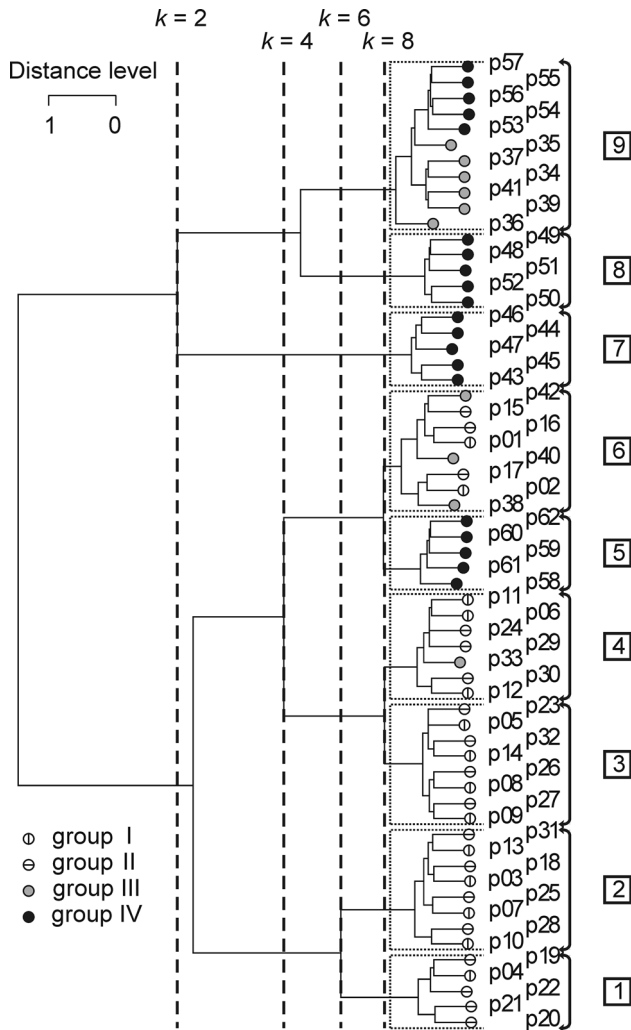 k = 6
k = 2
k = 4 k = 8
Distance level
1 0
p57
p55
p56
p54
p53
p35
p37
p34
p41
p39
p36
9
p49
p48
p51
p52
p50
8
p46
p44
p47
p45
p43
7
p42
p15
p16
p01
p40
p17
p02
p38
6
p62
p60
p59
p61
p58
5
p11
p06
p24
p29
p33
p30
p12
4
p23
p05
p32
p14
p26
p08
p27
p09
3
p31
p13
p18
p03
p25
p07
p28
p10
2
p19
p04
p22
p21
p20
1
group I
group II
group III
group IV